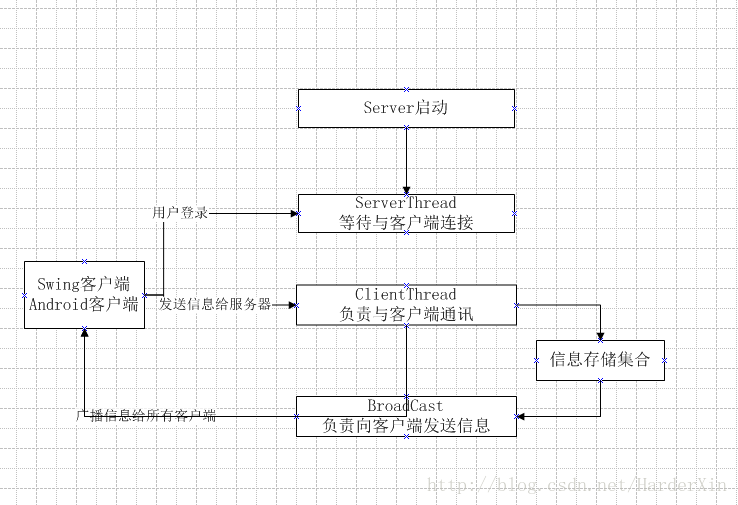 Server启动
ServerThread
等待与客户端连接
用户登录
Swing客户端
Android客户端
发送信息给服务器
ClientThread
负责与客户端通讯
信息存储集合
BroadCast
负责向客户端发送信息
广播信息给所有客户端
http://blog.csdn.net/HarderXin